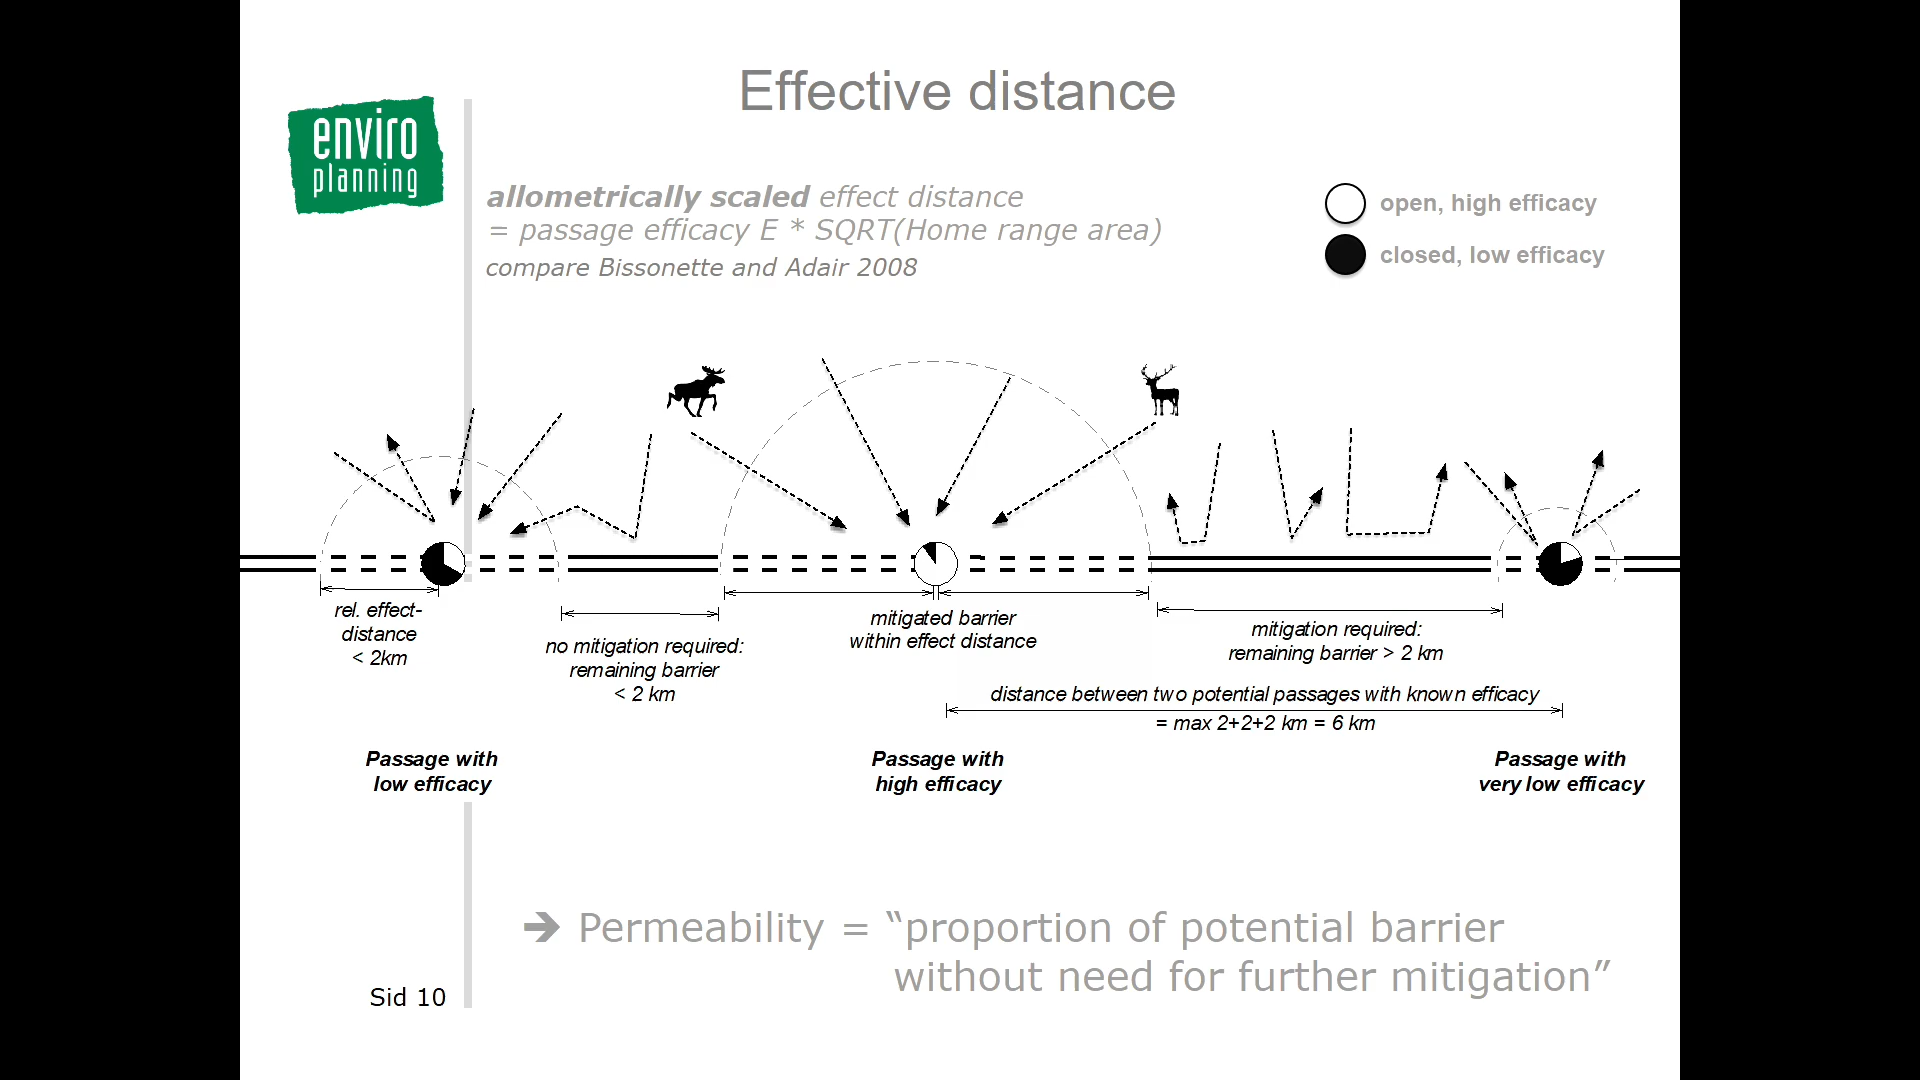 Effective distance
enviro
planning
allometrically scaled effect distance
= passage efficacy E * SQRT(Home range area)
compare Bissonette and Adair 2008
open, high efficacy
closed, low efficacy
rel. effect-
distance
< 2km
no mitigation required:
remaining barrier
< 2 km
mitigated barrier
within effect distance
mitigation required:
remaining barrier > 2 km
distance between two potential passages with known efficacy
= max 2+2+2 km = 6 km
Passage with
low efficacy
Passage with
high efficacy
Passage with
very low efficacy
➔ Permeability = “proportion of potential barrier
without need for further mitigation”
Sid 10